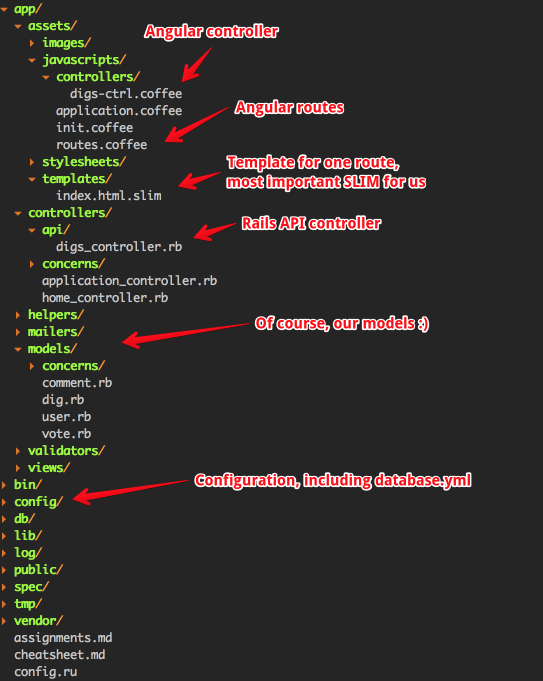 app/
assets/
Angular controller
images/
javascripts/
controllers/
digs-ctrl.coffee
application.coffee
Angular routes
init.coffee
routes.coffee
stylesheets/
Template for one route,
most important SLIM for us
templates/
index.html.slim
controllers/
Rails API controller
api/
digs_controller.rb
concerns/
application_controller.rb
home_controller.rb
helpers/
Of course, our models :)
mailers/
models/
concerns/
comment.rb
dig.rb
user.rb
vote.rb
validators/
views/
Configuration, including database.yml
bin/
config/
db/
lib/
log/
public/
spec/
tmp/
vendor/
assignments.md
cheatsheet.md
config.ru